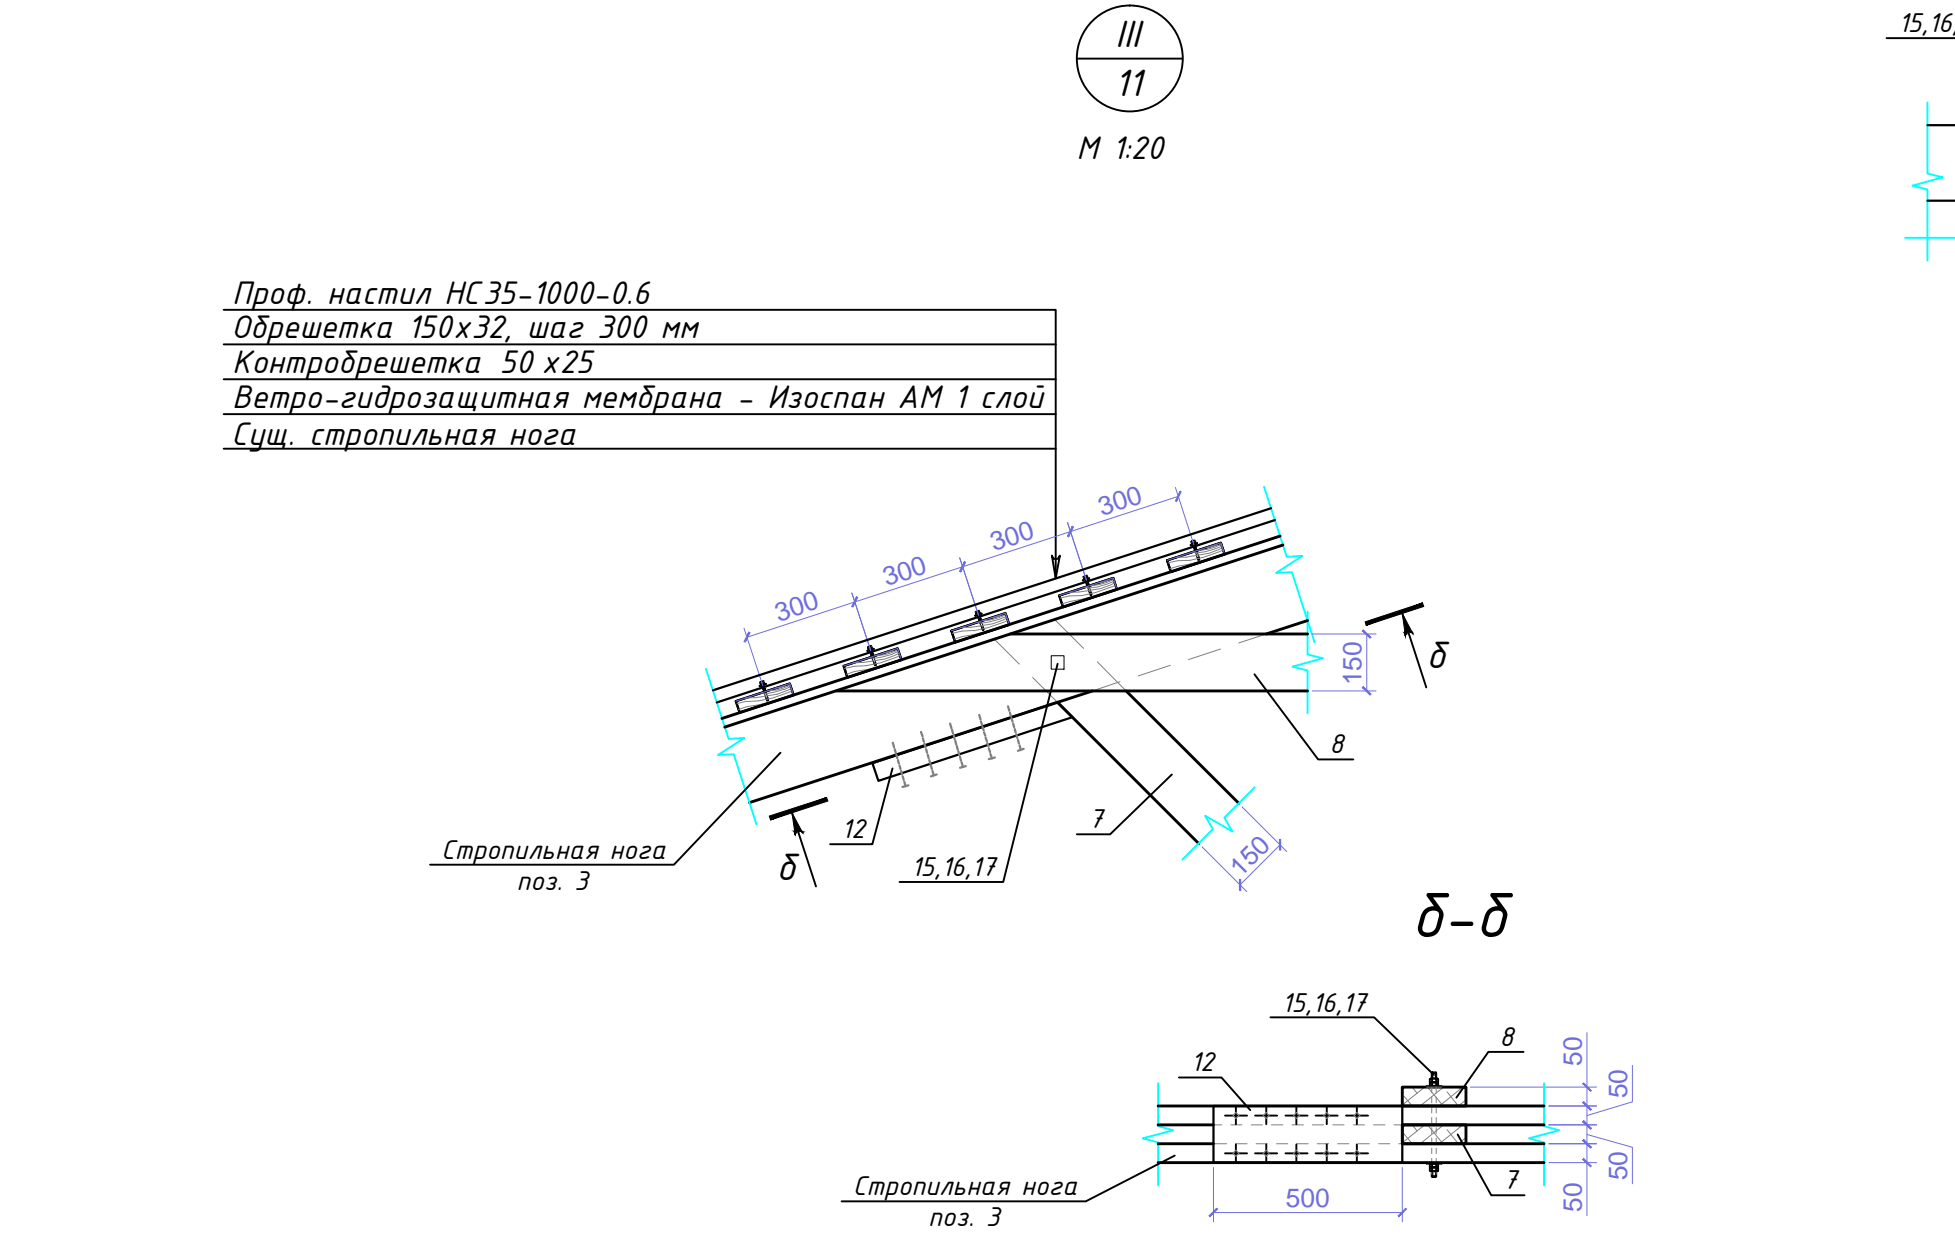 III
11
М 1:20
15,16,
Проф. настил НС35-1000-0.6
Обрешетка 150х32, шаг 300 мм
Контробрешетка 50 х25
Ветро-гидрозащитная мембрана - Изоспан АМ 1 слой
Сущ. стропильная нога
300
300
300
300
150
б
8
7
12
15,16,17
Стропильная нога
поз. 3
б
150
б-б
15,16,17
8
12
50
50
50
50
7
500
Стропильная нога
поз. 3